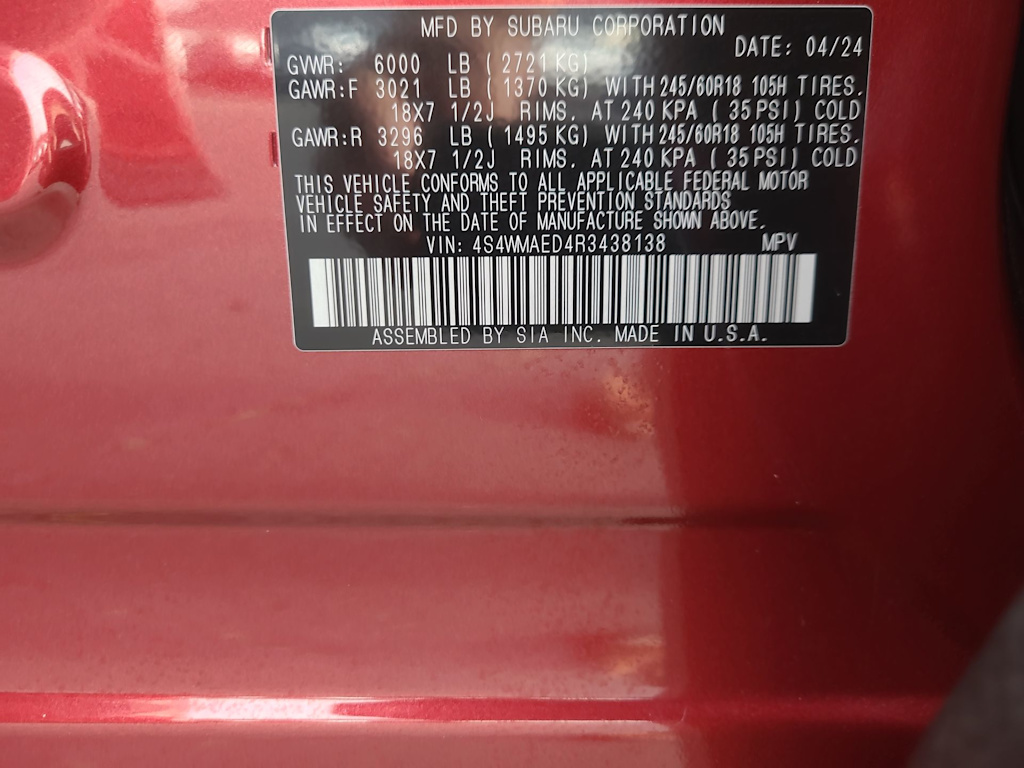 MFD BY SUBARU CORPORATION
DATE: 04/24
GVWR: 6000 LB ( 2721 KG)
GAWR:F 3021 LB ( 1370 KG) WITH 245/60R18 105H TIRES.
18X7 1/2J RIMS. AT 240 KPA ( 35 PSI) COLD
GAWR:R 3296 LB ( 1495 KG) WITH 245/60R18 105H TIRES.
18X7 1/2J RIMS. AT 240 KPA ( 35 PSI) COLD
THIS VEHICLE CONFORMS TO ALL APPLICABLE FEDERAL MOTOR
VEHICLE SAFETY AND THEFT PREVENTION STANDARDS
IN EFFECT ON THE DATE OF MANUFACTURE SHOWN ABOVE.
VIN: 4S4WMAED4R3438138 MPV
ASSEMBLED BY SIA INC. MADE IN U.S.A.